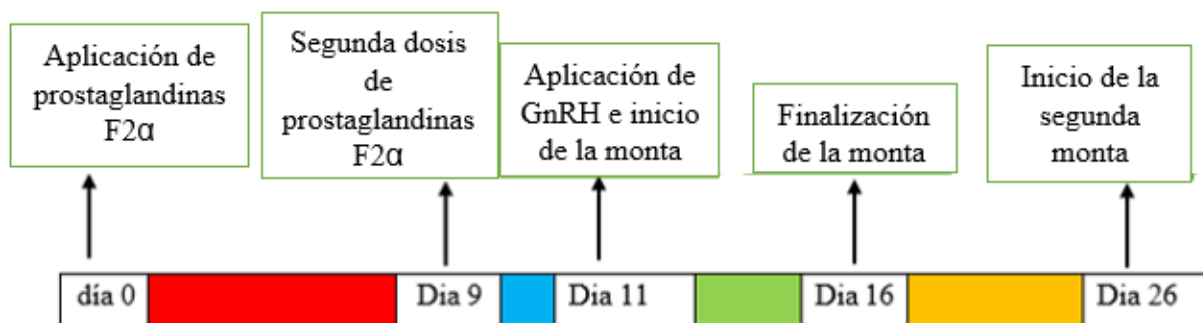 Aplicación de
prostaglandinas
F2α
Segunda dosis
de
prostaglandinas
F2α
Aplicación de
GnRH e inicio
de la monta
Finalización
de la monta
Inicio de la
segunda
monta
día 0
Dia 9
Dia 11
Dia 16
Dia 26